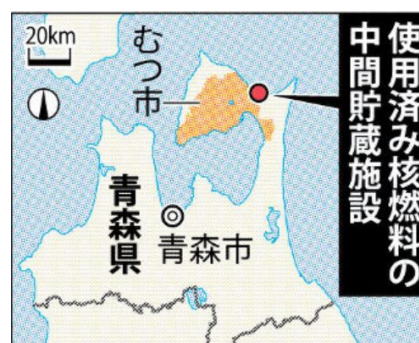 使用済み核燃料の
中間貯蔵施設
20km
むつ市
青森県
青森市